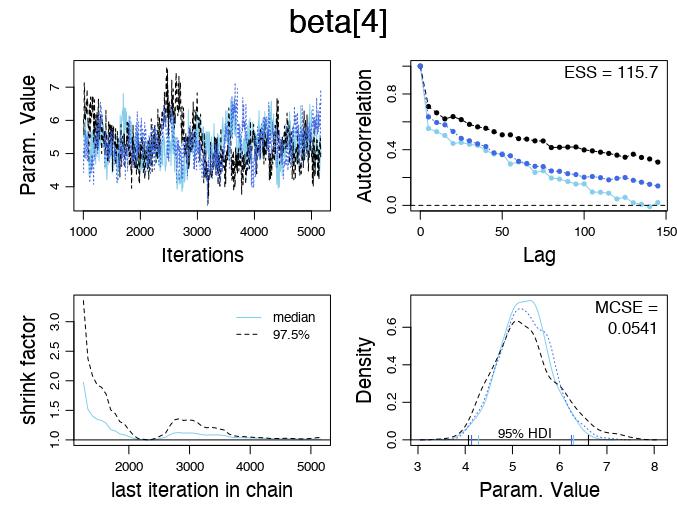 beta[4]
Param. Value
4 5 6 7
1000 2000 3000 4000 5000
Iterations
Autocorrelation
0.0 0.4 0.8
ESS = 115.7
0 50 100 150
Lag
shrink factor
1.0 1.5 2.0 2.5 3.0
median
97.5%
2000 3000 4000 5000
last iteration in chain
Density
0.0 0.2 0.4 0.6
MCSE =
0.0541
95% HDI
3 4 5 6 7 8
Param. Value